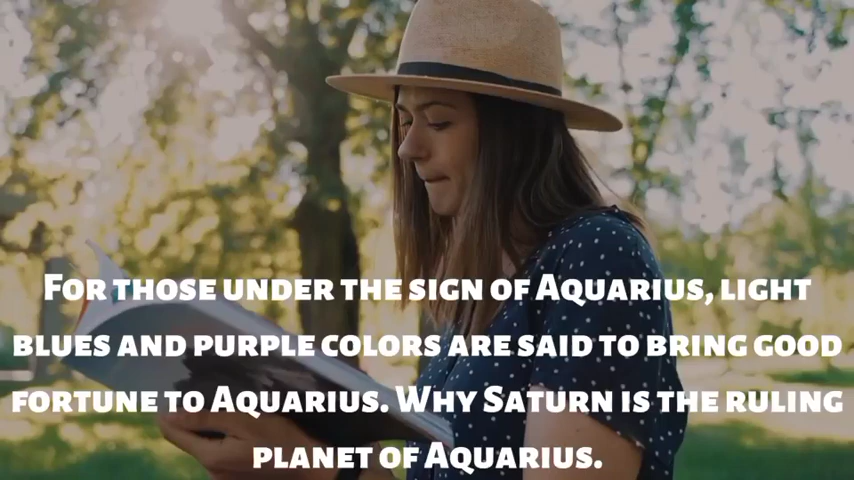 For those under the sign of Aquarius, light
blues and purple colors are said to bring good
fortune to Aquarius. Why Saturn is the ruling
planet of Aquarius.